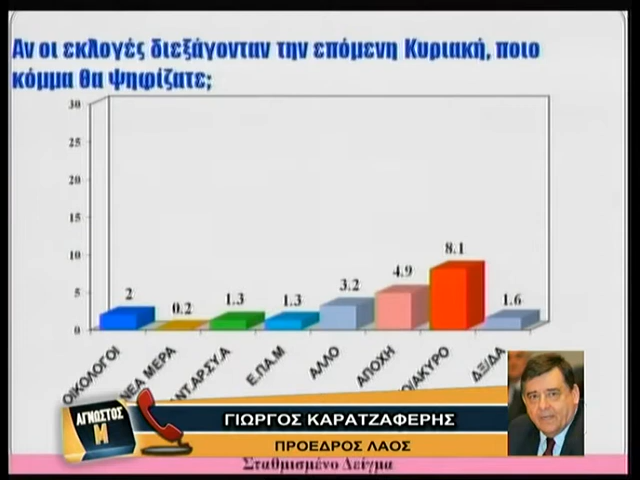 Αν οι εκλογές διεξάγονταν την επόμενη Κυριακή, ποιο
κόμμα θα ψηφίζατε;
30
25
20
15
10
5
0
2
0.2
1.3
1.3
3.2
4.9
8.1
1.6
ΟΙΚΟΛΟΓΟΙ
ΝΕΑ ΜΕΡΑ
ΝΤ.ΑΡ.ΣΥ.Α
Ε.ΠΑ.Μ
ΑΛΛΟ
ΑΠΟΧΗ
Ο/ΑΚΥΡΟ
ΔΞ/ΔΑ
ΑΓΝΩΣΤΟΣ
ΓΙΩΡΓΟΣ ΚΑΡΑΤΖΑΦΕΡΗΣ
ΠΡΟΕΔΡΟΣ ΛΑΟΣ
Σταθμισμένο Δείγμα